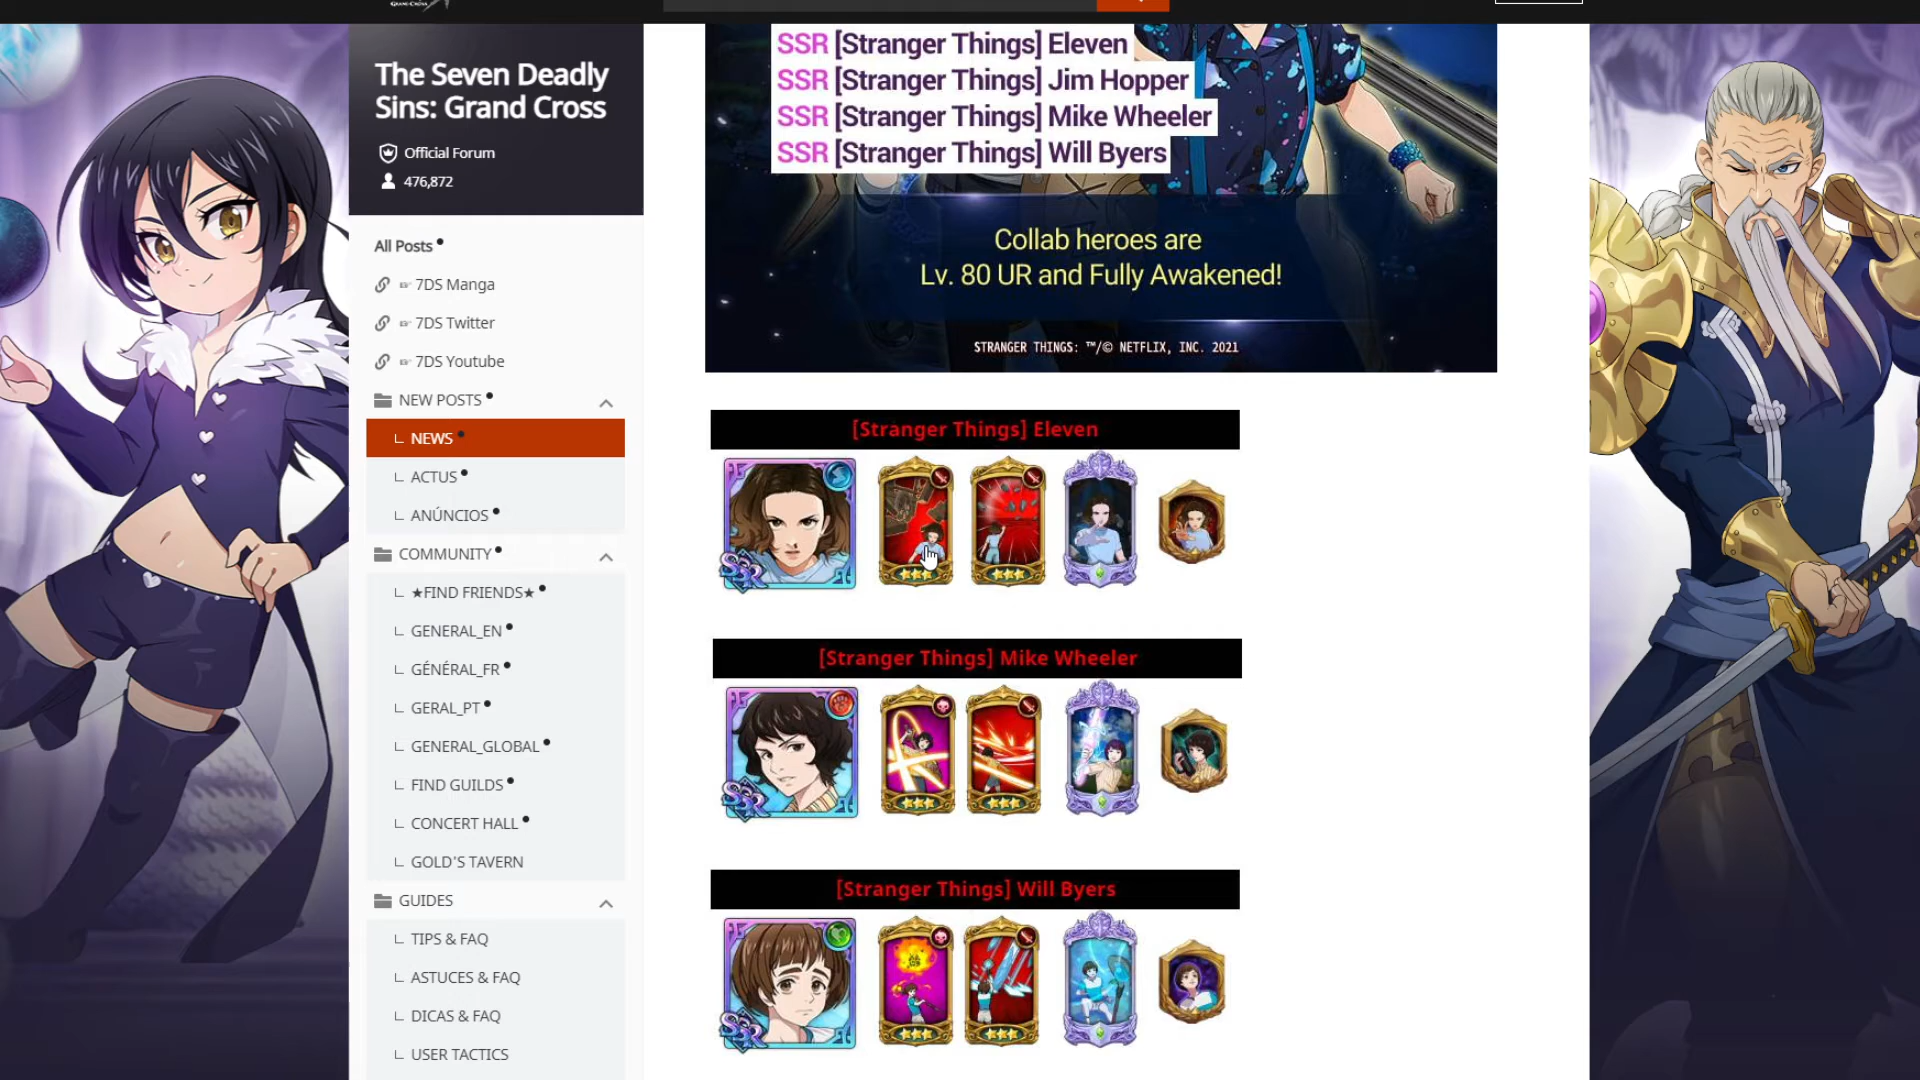 The Seven Deadly
Sins: Grand Cross
Official Forum
476,872
All Posts
7DS Manga
7DS Twitter
7DS Youtube
NEW POSTS
NEWS
ACTUS
ANÚNCIOS
COMMUNITY
★FIND FRIENDS★
GENERAL_EN
GÉNÉRAL_FR
GERAL_PT
GENERAL_GLOBAL
FIND GUILDS
CONCERT HALL
GOLD'S TAVERN
GUIDES
TIPS & FAQ
ASTUCES & FAQ
DICAS & FAQ
USER TACTICS
SSR [Stranger Things] Eleven
SSR [Stranger Things] Jim Hopper
SSR [Stranger Things] Mike Wheeler
SSR [Stranger Things] Will Byers
Collab heroes are
Lv. 80 UR and Fully Awakened!
STRANGER THINGS: ™/© NETFLIX, INC. 2021
[Stranger Things] Eleven
SSR
[Stranger Things] Mike Wheeler
SSR
[Stranger Things] Will Byers
SSR